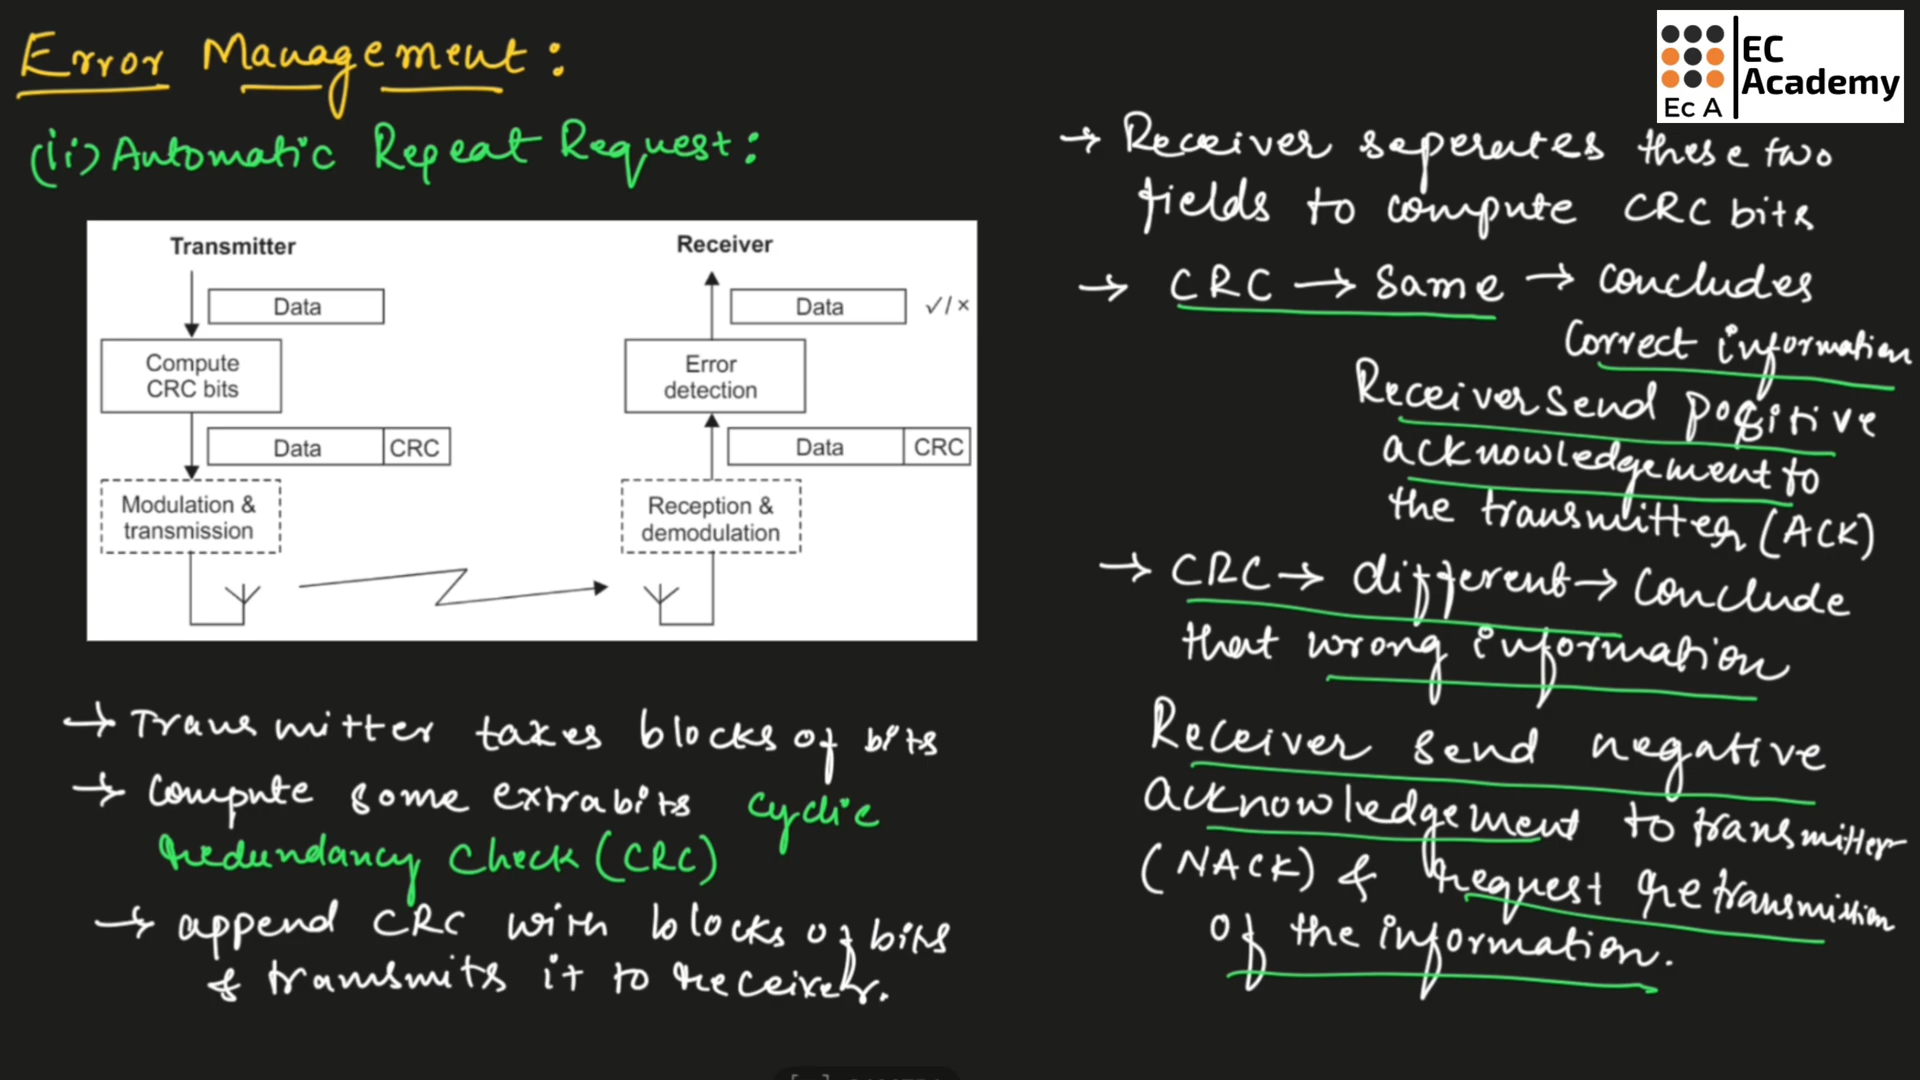 Error Management:
(ii) Automatic Repeat Request:
Transmitter
Receiver
Data
Data
✓/×
Compute
CRC bits
Error
detection
Data CRC
Data CRC
Modulation &
transmission
Reception &
demodulation
→ Transmitter takes blocks of bits
→ Compute some extrabits Cyclic
Redundancy Check (CRC)
→ append CRC with blocks of bits
& transmits it to Receiver.
EC
Academy
Ec A
→ Receiver seperates these two
fields to compute CRC bits
→ CRC → Same → concludes
Correct information
Receiver send positive
acknowledgement to
the transmitter (ACK)
→ CRC → different → Conclude
that wrong information
Receiver send negative
acknowledgement to transmitter
(NACK) & Request Retransmission
of the information.